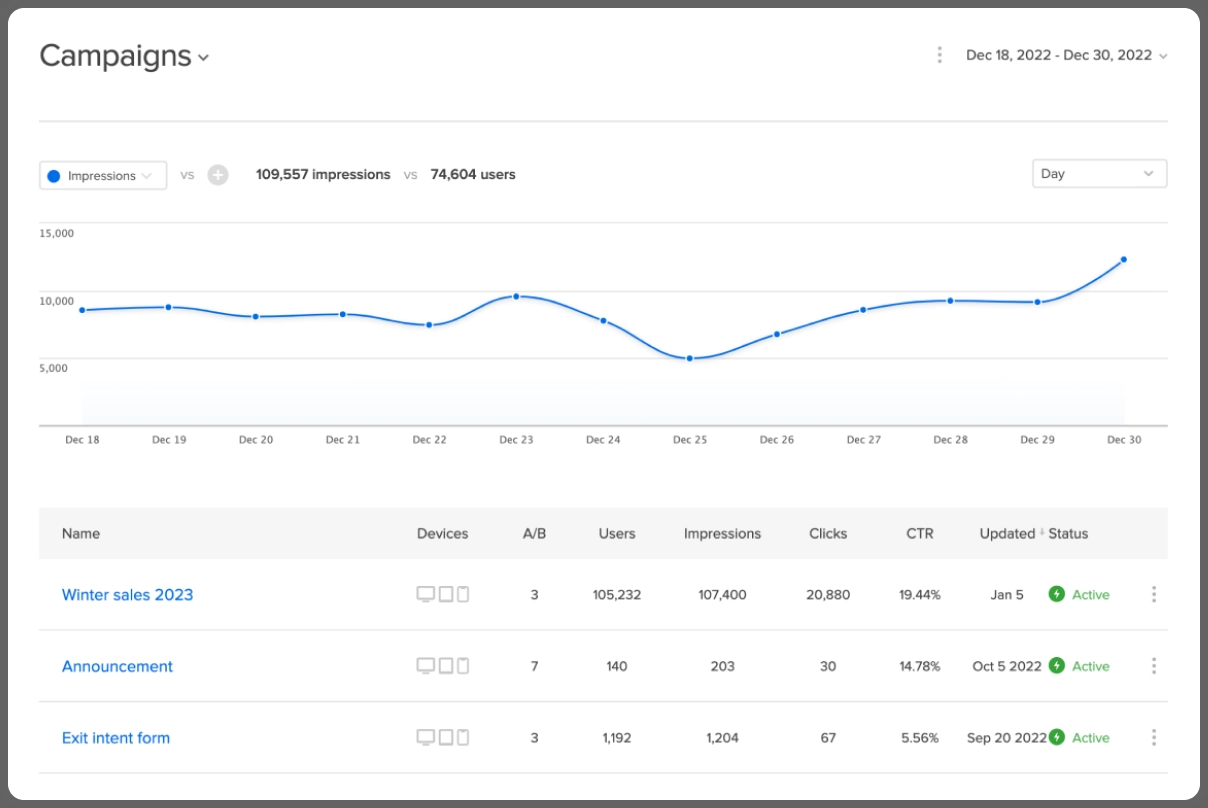 Campaigns
Dec 18, 2022 - Dec 30, 2022
Impressions vs 109,557 impressions vs 74,604 users Day
15,000
10,000
5,000
Dec 18 Dec 19 Dec 20 Dec 21 Dec 22 Dec 23 Dec 24 Dec 25 Dec 26 Dec 27 Dec 28 Dec 29 Dec 30
Name Devices A/B Users Impressions Clicks CTR Updated Status
Winter sales 2023 3 105,232 107,400 20,880 19.44% Jan 5 Active
Announcement 7 140 203 30 14.78% Oct 5 2022 Active
Exit intent form 3 1,192 1,204 67 5.56% Sep 20 2022 Active